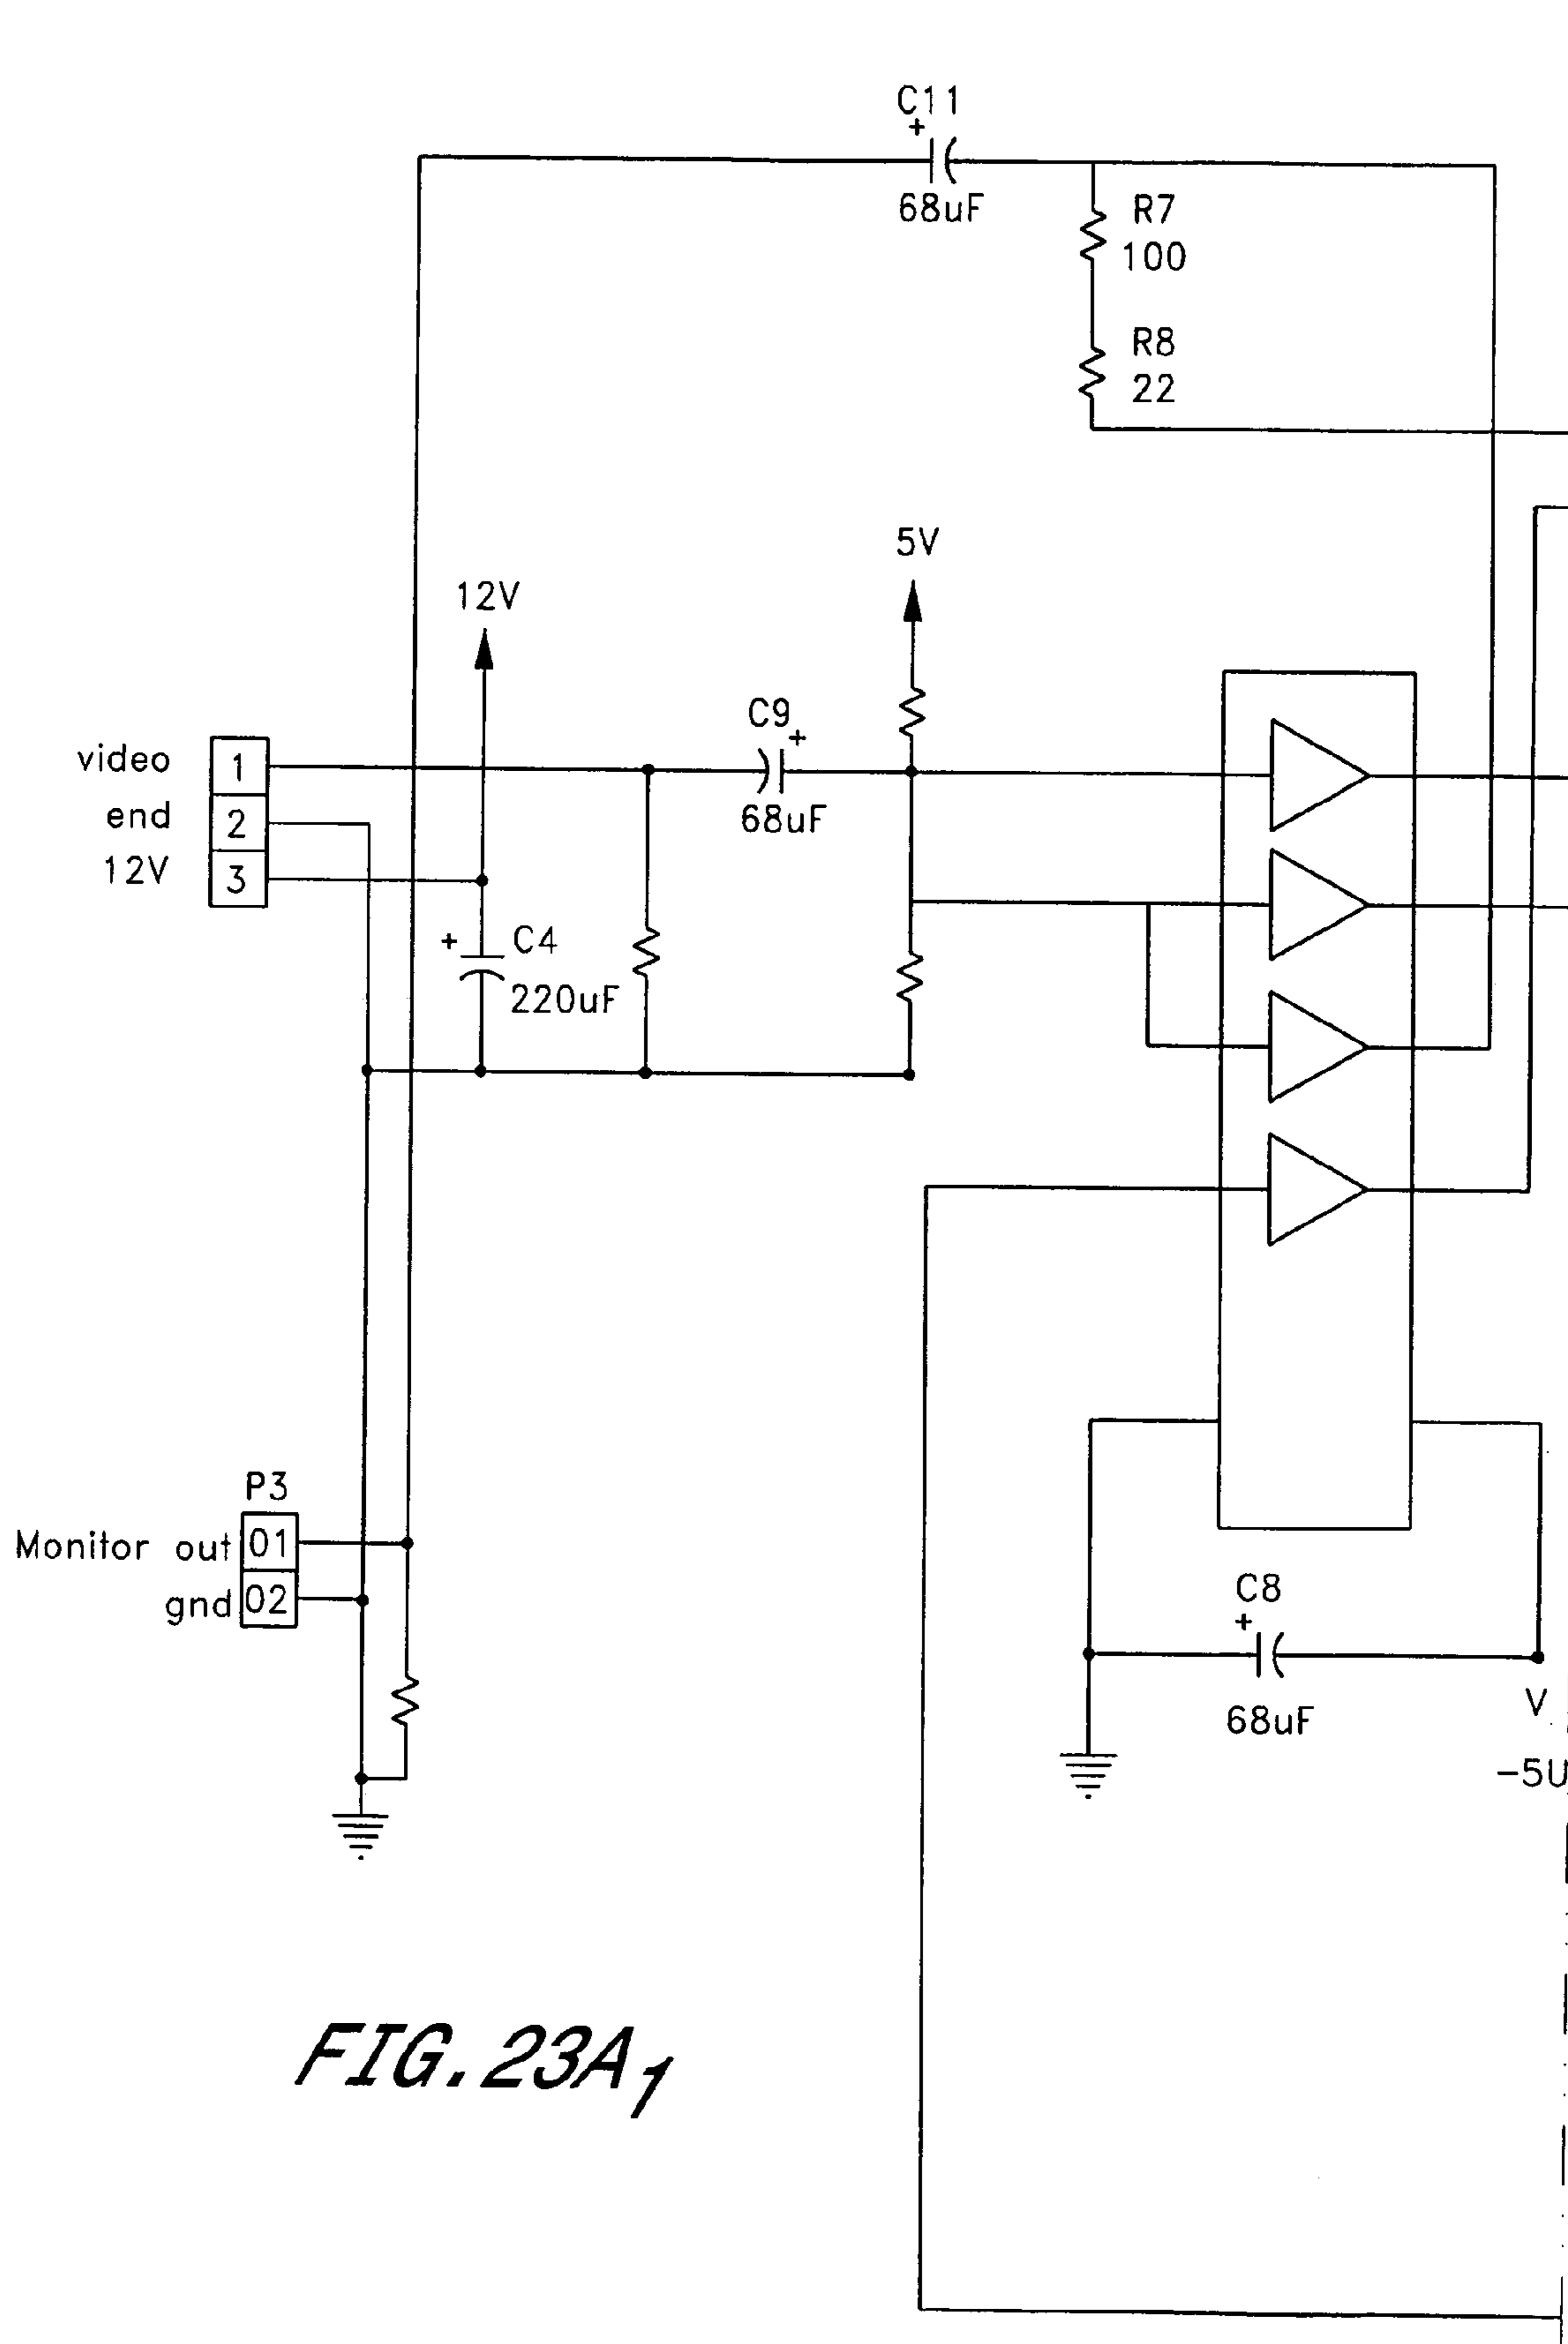 C11
+
68uF
R7
100
R8
22
5V
12V
C9
+
68uF
video 1
end 2
12V 3
+ C4
220uF
P3
Monitor out 01
gnd 02
C8
+
68uF
V
-5U
FIG. 23A1